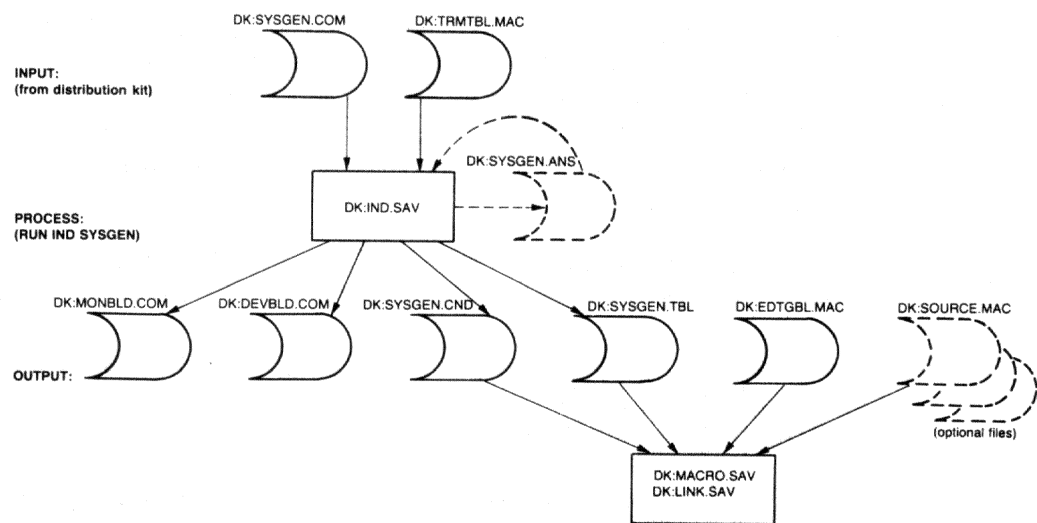 DK:SYSGEN.COM
DK:TRMTBL.MAC
INPUT:
(from distribution kit)
DK:SYSGEN.ANS
DK:IND.SAV
PROCESS:
(RUN IND SYSGEN)
DK:MONBLD.COM
DK:DEVBLD.COM
DK:SYSGEN.CND
DK:SYSGEN.TBL
DK:EDTGBL.MAC
DK:SOURCE.MAC
OUTPUT:
(optional files)
DK:MACRO.SAV
DK:LINK.SAV